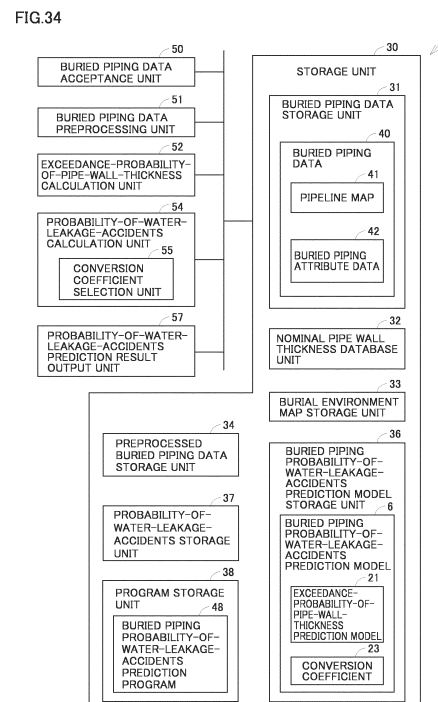 FIG.34
50
BURIED PIPING DATA
ACCEPTANCE UNIT
51
BURIED PIPING DATA
PREPROCESSING UNIT
52
EXCEEDANCE-PROBABILITY-
OF-PIPE-WALL-THICKNESS
CALCULATION UNIT
54
PROBABILITY-OF-WATER-
LEAKAGE-ACCIDENTS
CALCULATION UNIT
55
CONVERSION
COEFFICIENT
SELECTION UNIT
57
PROBABILITY-OF-WATER-
LEAKAGE-ACCIDENTS
PREDICTION RESULT
OUTPUT UNIT
30
STORAGE UNIT
31
BURIED PIPING DATA
STORAGE UNIT
40
BURIED PIPING
DATA
41
PIPELINE MAP
42
BURIED PIPING
ATTRIBUTE DATA
32
NOMINAL PIPE WALL
THICKNESS DATABASE
UNIT
33
BURIAL ENVIRONMENT
MAP STORAGE UNIT
34
PREPROCESSED
BURIED PIPING DATA
STORAGE UNIT
37
PROBABILITY-OF-
WATER-LEAKAGE-
ACCIDENTS STORAGE
UNIT
38
PROGRAM STORAGE
UNIT
48
BURIED PIPING
PROBABILITY-OF-
WATER-LEAKAGE-
ACCIDENTS
PREDICTION
PROGRAM
36
BURIED PIPING
PROBABILITY-OF-
WATER-LEAKAGE-
ACCIDENTS
PREDICTION MODEL
STORAGE UNIT
6
BURIED PIPING
PROBABILITY-OF-
WATER-LEAKAGE-
ACCIDENTS
PREDICTION MODEL
21
EXCEEDANCE-
PROBABILITY-OF-
PIPE-WALL-
THICKNESS
PREDICTION MODEL
23
CONVERSION
COEFFICIENT